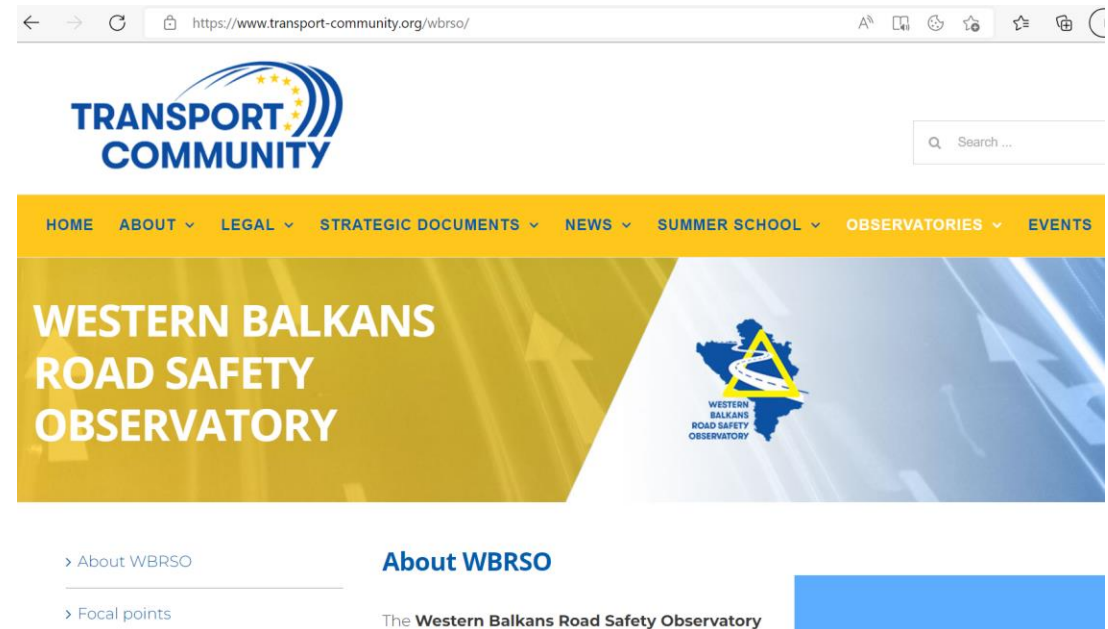 https://www.transport-community.org/wbrso/
TRANSPORT
COMMUNITY
Search ...
HOME ABOUT LEGAL STRATEGIC DOCUMENTS NEWS SUMMER SCHOOL OBSERVATORIES EVENTS
WESTERN BALKANS
ROAD SAFETY
OBSERVATORY
WESTERN
BALKANS
ROAD SAFETY
OBSERVATORY
> About WBRSO
> Focal points
About WBRSO
The Western Balkans Road Safety Observatory